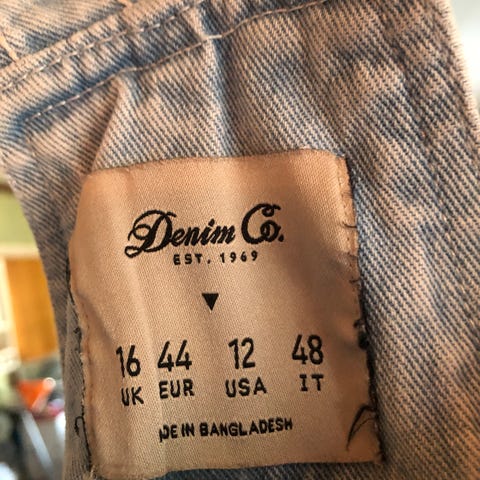 Denim Co.
EST. 1969
16 44 12 48
UK EUR USA IT
DE IN BANGLADESH